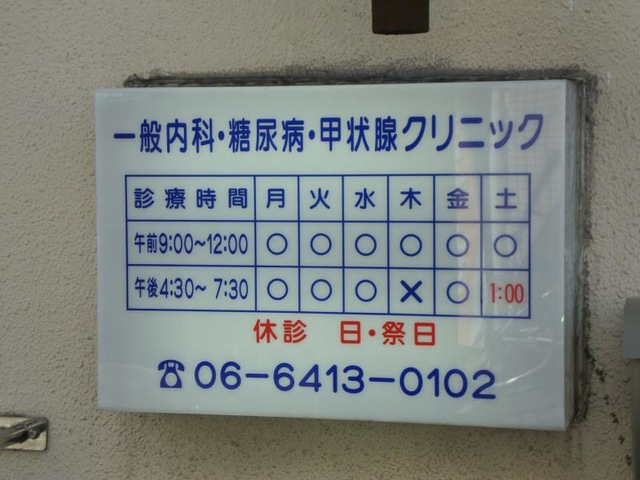 一般内科・糖尿病・甲状腺クリニック
診療時間 月 火 水 木 金 土
午前9:00～12:00 ○ ○ ○ ○ ○ ○
午後4:30～7:30 ○ ○ ○ × ○ 1:00
休診 日・祭日
☎06-6413-0102